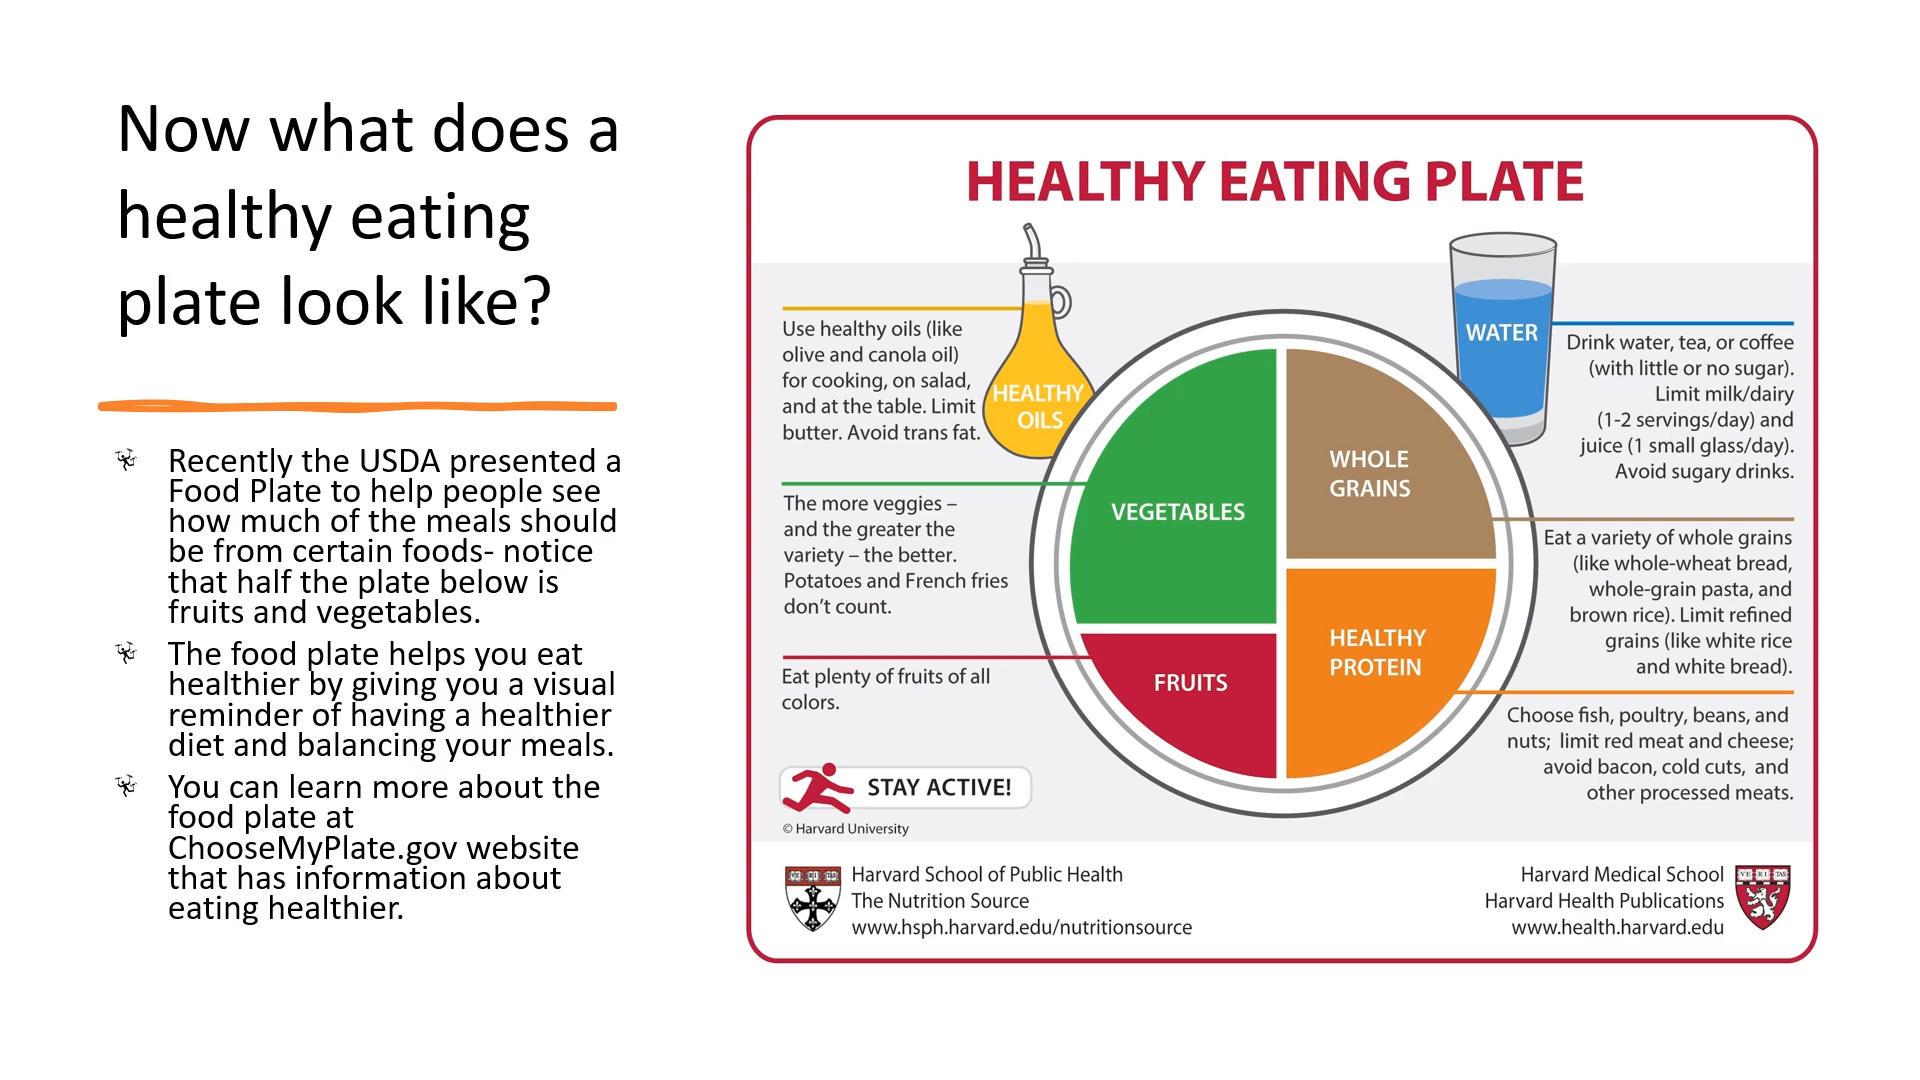 Now what does a
healthy eating
plate look like?
Recently the USDA presented a
Food Plate to help people see
how much of the meals should
be from certain foods- notice
that half the plate below is
fruits and vegetables.
The food plate helps you eat
healthier by giving you a visual
reminder of having a healthier
diet and balancing your meals.
You can learn more about the
food plate at
ChooseMyPlate.gov website
that has information about
eating healthier.
HEALTHY EATING PLATE
HEALTHY
OILS
Use healthy oils (like
olive and canola oil)
for cooking, on salad,
and at the table. Limit
butter. Avoid trans fat.
The more veggies –
and the greater the
variety – the better.
Potatoes and French fries
don’t count.
Eat plenty of fruits of all
colors.
VEGETABLES
FRUITS
WHOLE
GRAINS
HEALTHY
PROTEIN
WATER
Drink water, tea, or coffee
(with little or no sugar).
Limit milk/dairy
(1-2 servings/day) and
juice (1 small glass/day).
Avoid sugary drinks.
Eat a variety of whole grains
(like whole-wheat bread,
whole-grain pasta, and
brown rice). Limit refined
grains (like white rice
and white bread).
Choose fish, poultry, beans, and
nuts; limit red meat and cheese;
avoid bacon, cold cuts, and
other processed meats.
STAY ACTIVE!
© Harvard University
VE RI TAS
Harvard School of Public Health
The Nutrition Source
www.hsph.harvard.edu/nutritionsource
Harvard Medical School
Harvard Health Publications
www.health.harvard.edu
VE RI TAS